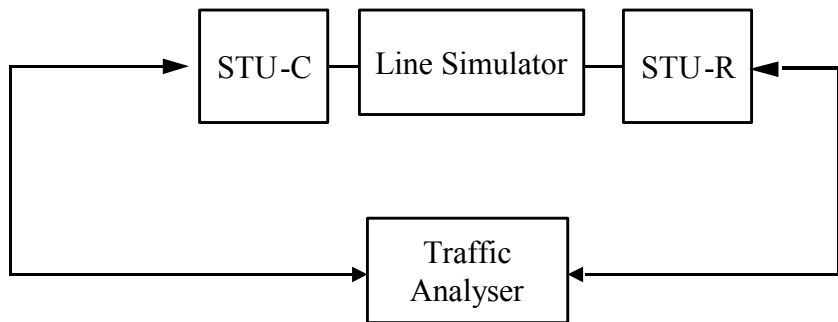 STU-C
Line Simulator
STU-R
Traffic
Analyser